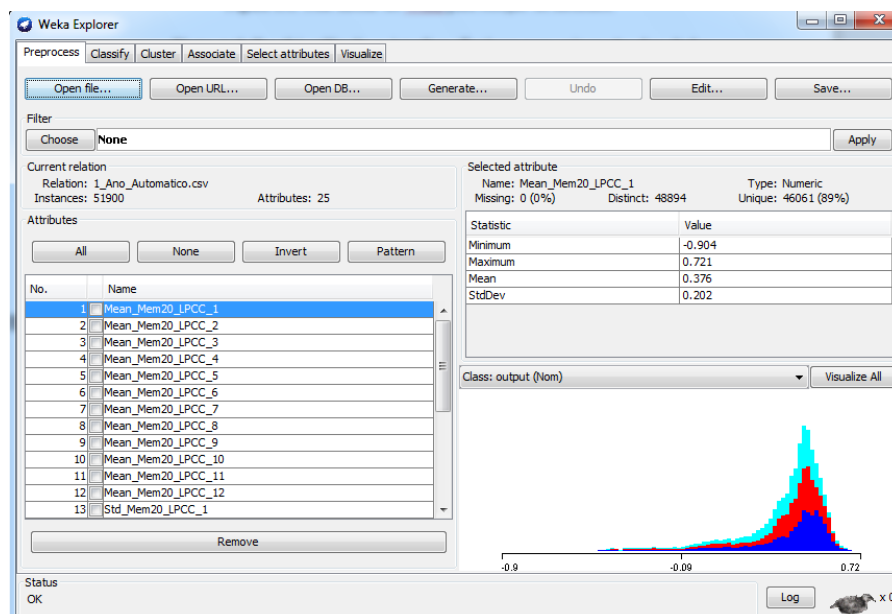 Weka Explorer
Preprocess Classify Cluster Associate Select attributes Visualize
Open file... Open URL... Open DB... Generate... Undo Edit... Save...
Filter
Choose None Apply
Current relation
Relation: 1_Ano_Automatico.csv
Instances: 51900 Attributes: 25
Attributes
All None Invert Pattern
No. Name
1 Mean_Mem20_LPCC_1
2 Mean_Mem20_LPCC_2
3 Mean_Mem20_LPCC_3
4 Mean_Mem20_LPCC_4
5 Mean_Mem20_LPCC_5
6 Mean_Mem20_LPCC_6
7 Mean_Mem20_LPCC_7
8 Mean_Mem20_LPCC_8
9 Mean_Mem20_LPCC_9
10 Mean_Mem20_LPCC_10
11 Mean_Mem20_LPCC_11
12 Mean_Mem20_LPCC_12
13 Std_Mem20_LPCC_1
Remove
Selected attribute
Name: Mean_Mem20_LPCC_1 Type: Numeric
Missing: 0 (0%) Distinct: 48894 Unique: 46061 (89%)
Statistic Value
Minimum -0.904
Maximum 0.721
Mean 0.376
StdDev 0.202
Class: output (Nom) Visualize All
-0.9 -0.09 0.72
Status
OK
Log x